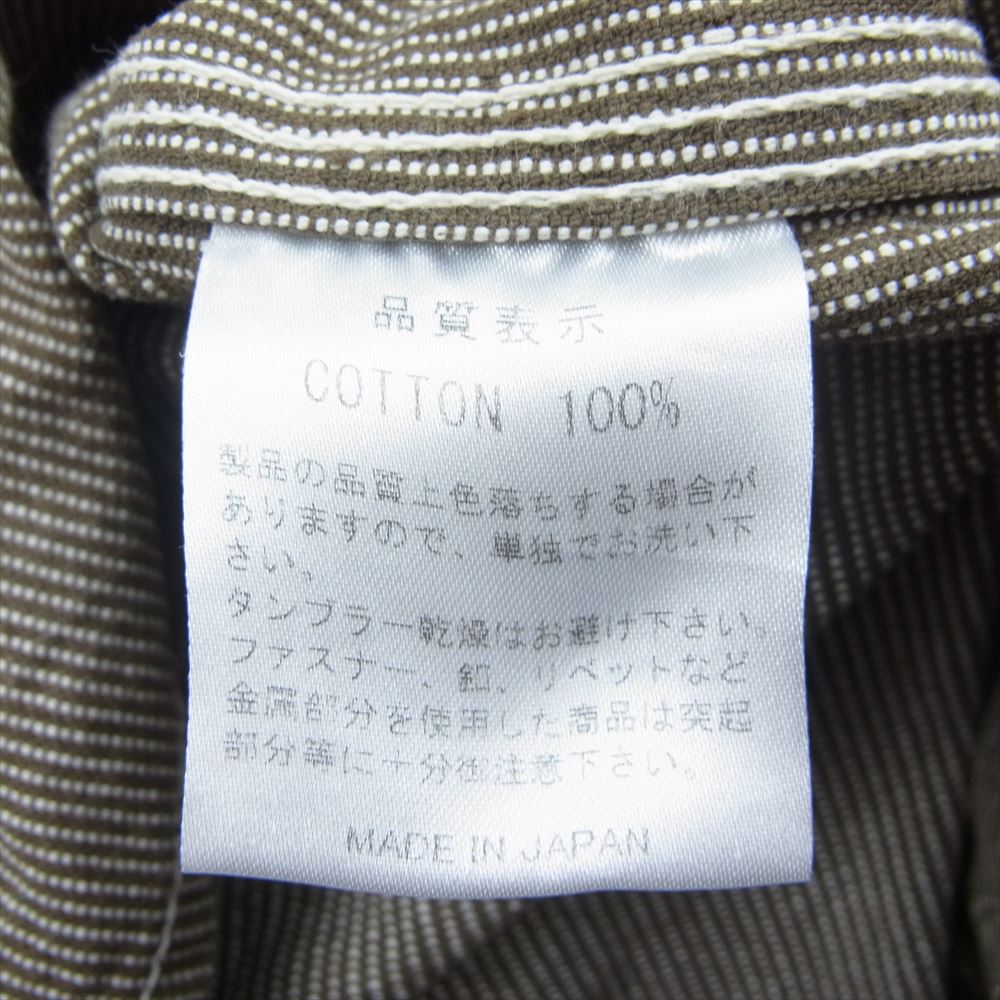 品質表示
COTTON 100%
製品の品質上色落ちする場合が
ありますので、単独でお洗い下
さい。
タンブラー乾燥はお避け下さい。
ファスナー、釦、リベットなど
金属部分を使用した商品は突起
部分等に十分御注意下さい。
MADE IN JAPAN